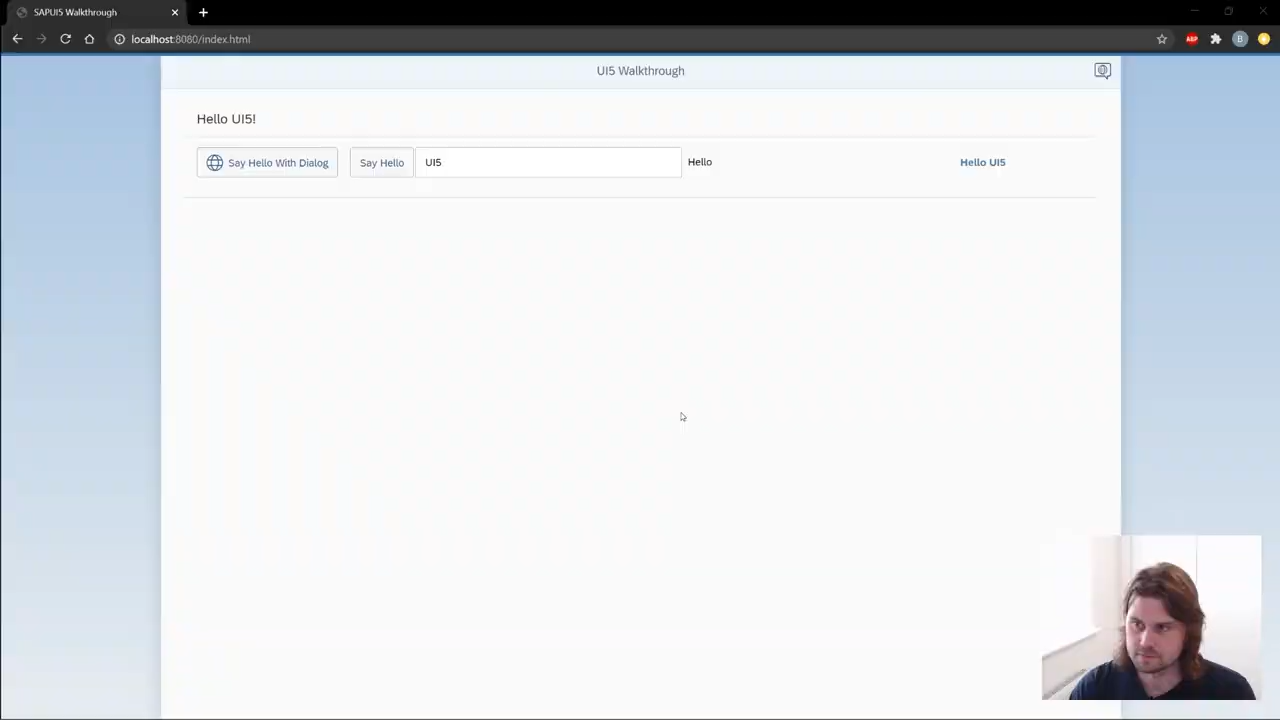 SAPUI5 Walkthrough
localhost:8080/index.html
ABP
B
UI5 Walkthrough
Hello UI5!
Say Hello With Dialog Say Hello UI5 Hello Hello UI5